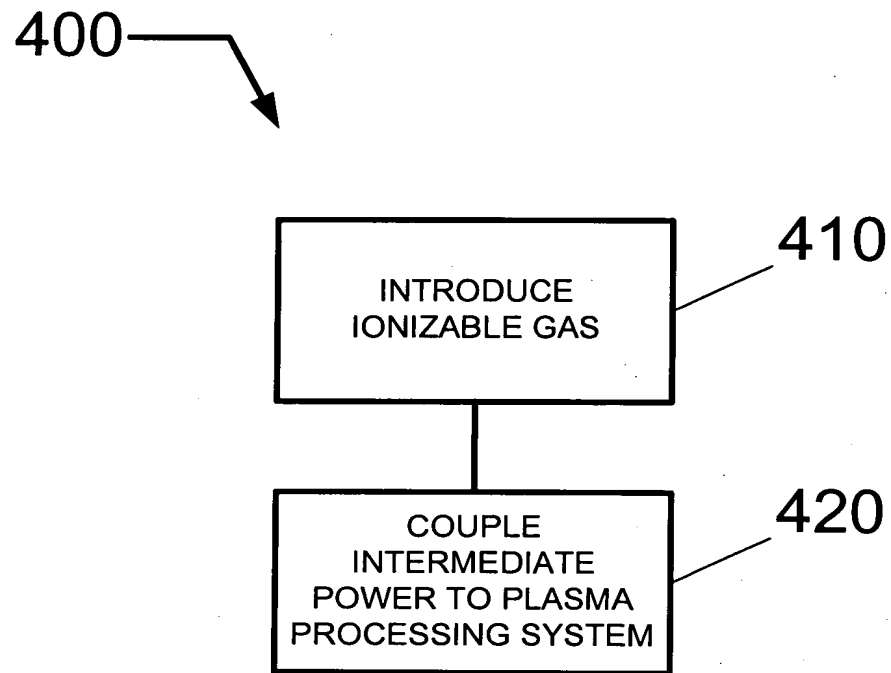 400
410
INTRODUCE
IONIZABLE GAS
420
COUPLE
INTERMEDIATE
POWER TO PLASMA
PROCESSING SYSTEM